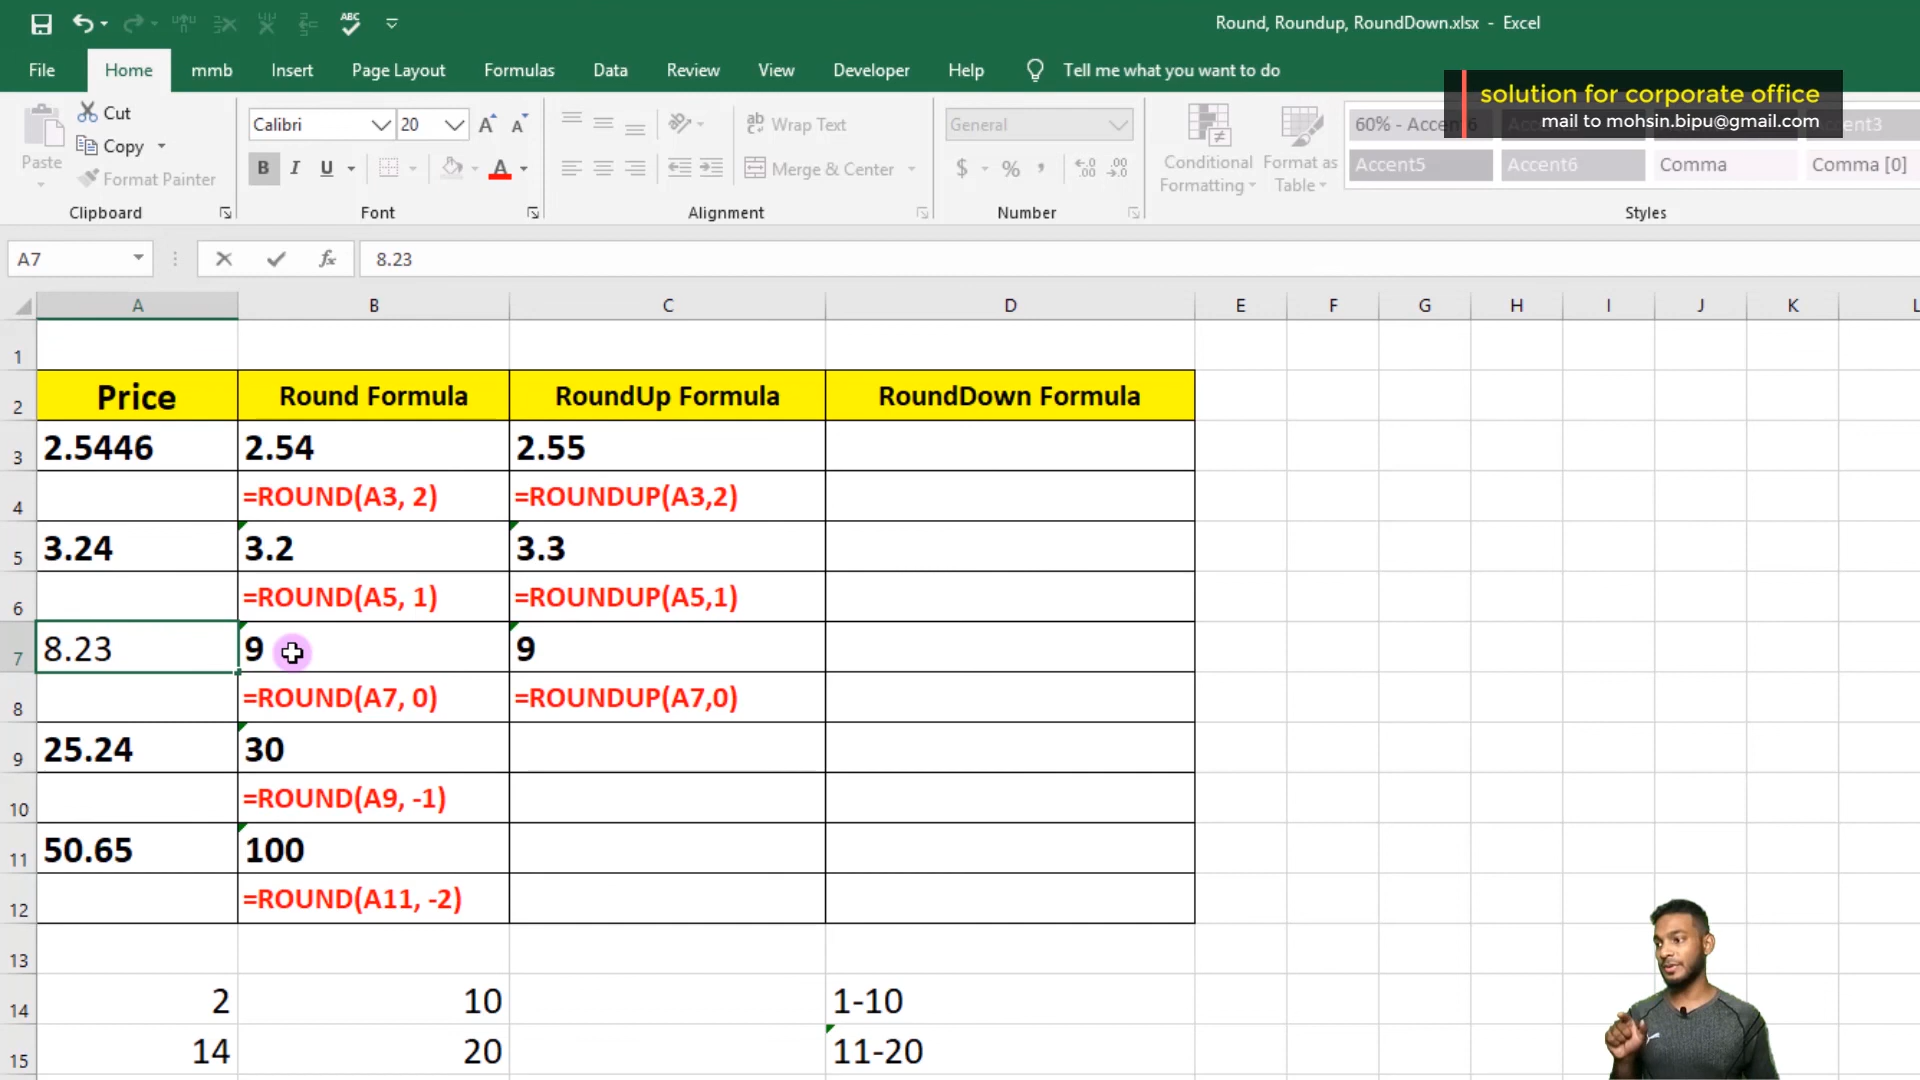 Round, Roundup, RoundDown.xlsx - Excel
File Home mmb Insert Page Layout Formulas Data Review View Developer Help Tell me what you want to do
solution for corporate office
mail to mohsin.bipu@gmail.com
Paste
Cut
Copy
Format Painter
Clipboard
Calibri 20
B I U
Font
Wrap Text
Merge & Center
Alignment
General
$ %
Number
Conditional Formatting
Format as Table
60% - Accent6
Accent5 Accent6 Comma Comma [0]
Styles
A7 fx 8.23
A B C D E F G H I J K L
1
2 Price Round Formula RoundUp Formula RoundDown Formula
3 2.5446 2.54 2.55
4 =ROUND(A3, 2) =ROUNDUP(A3,2)
5 3.24 3.2 3.3
6 =ROUND(A5, 1) =ROUNDUP(A5,1)
7 8.23 9 9
8 =ROUND(A7, 0) =ROUNDUP(A7,0)
9 25.24 30
10 =ROUND(A9, -1)
11 50.65 100
12 =ROUND(A11, -2)
13
14 2 10 1-10
15 14 20 11-20